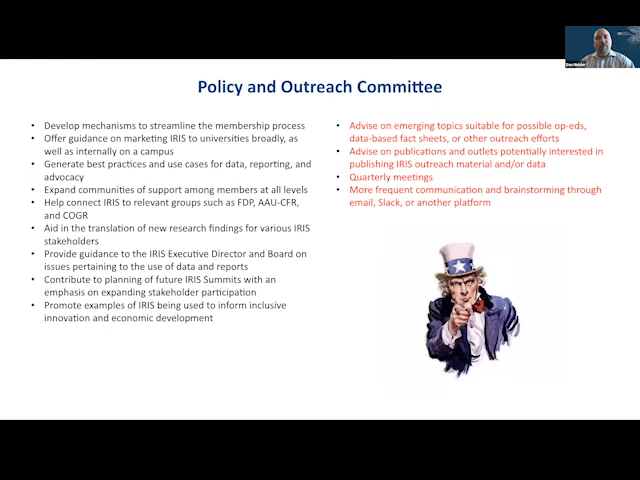 Policy and Outreach Committee
• Develop mechanisms to streamline the membership process
• Offer guidance on marketing IRIS to universities broadly, as
well as internally on a campus
• Generate best practices and use cases for data, reporting, and
advocacy
• Expand communities of support among members at all levels
• Help connect IRIS to relevant groups such as FDP, AAU-CFR,
and COGR
• Aid in the translation of new research findings for various IRIS
stakeholders
• Provide guidance to the IRIS Executive Director and Board on
issues pertaining to the use of data and reports
• Contribute to planning of future IRIS Summits with an
emphasis on expanding stakeholder participation
• Promote examples of IRIS being used to inform inclusive
innovation and economic development
• Advise on emerging topics suitable for possible op-eds,
data-based fact sheets, or other outreach efforts
• Advise on publications and outlets potentially interested in
publishing IRIS outreach material and/or data
• Quarterly meetings
• More frequent communication and brainstorming through
email, Slack, or another platform